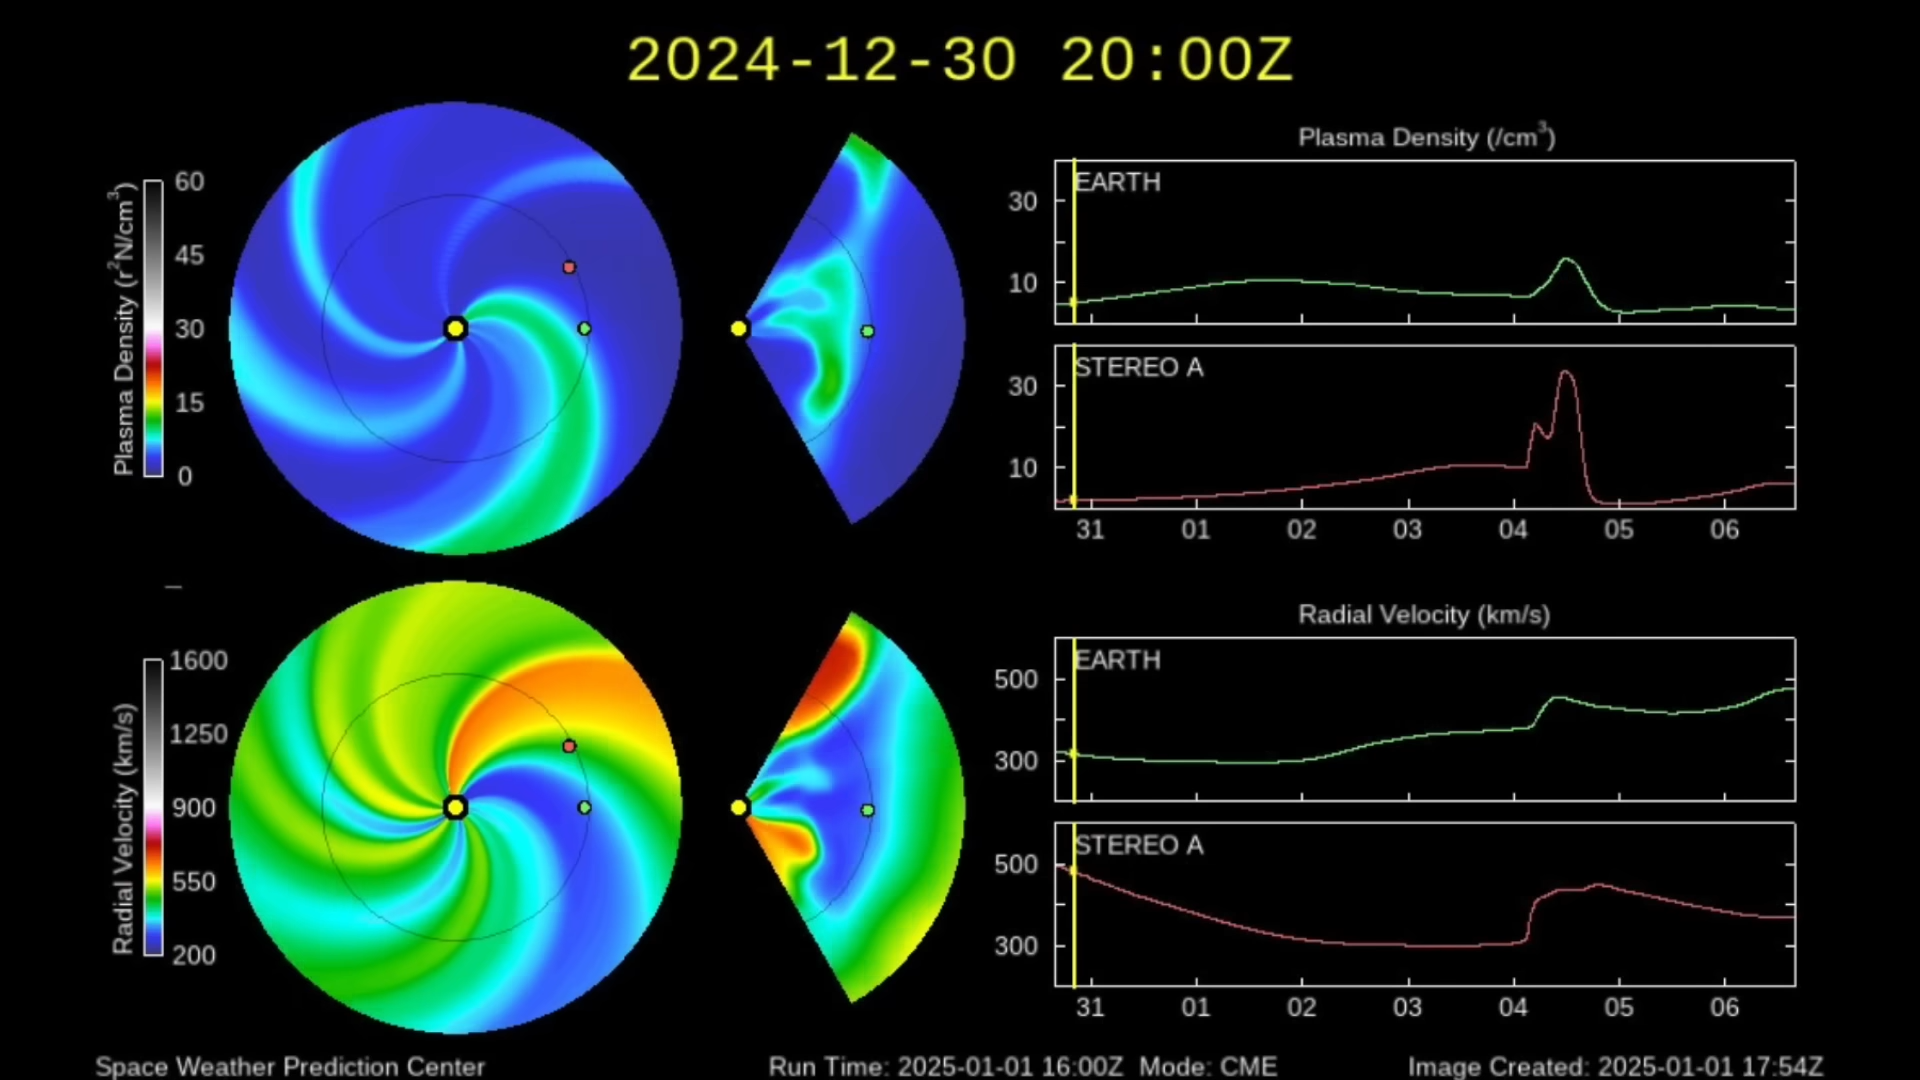 2024-12-30 20:00Z
Plasma Density (r²N/cm³)
60
45
30
15
0
Plasma Density (/cm³)
EARTH
30
10
STEREO A
30
10
31 01 02 03 04 05 06
Radial Velocity (km/s)
1600
1250
900
550
200
Radial Velocity (km/s)
EARTH
500
300
STEREO A
500
300
31 01 02 03 04 05 06
Space Weather Prediction Center
Run Time: 2025-01-01 16:00Z Mode: CME
Image Created: 2025-01-01 17:54Z